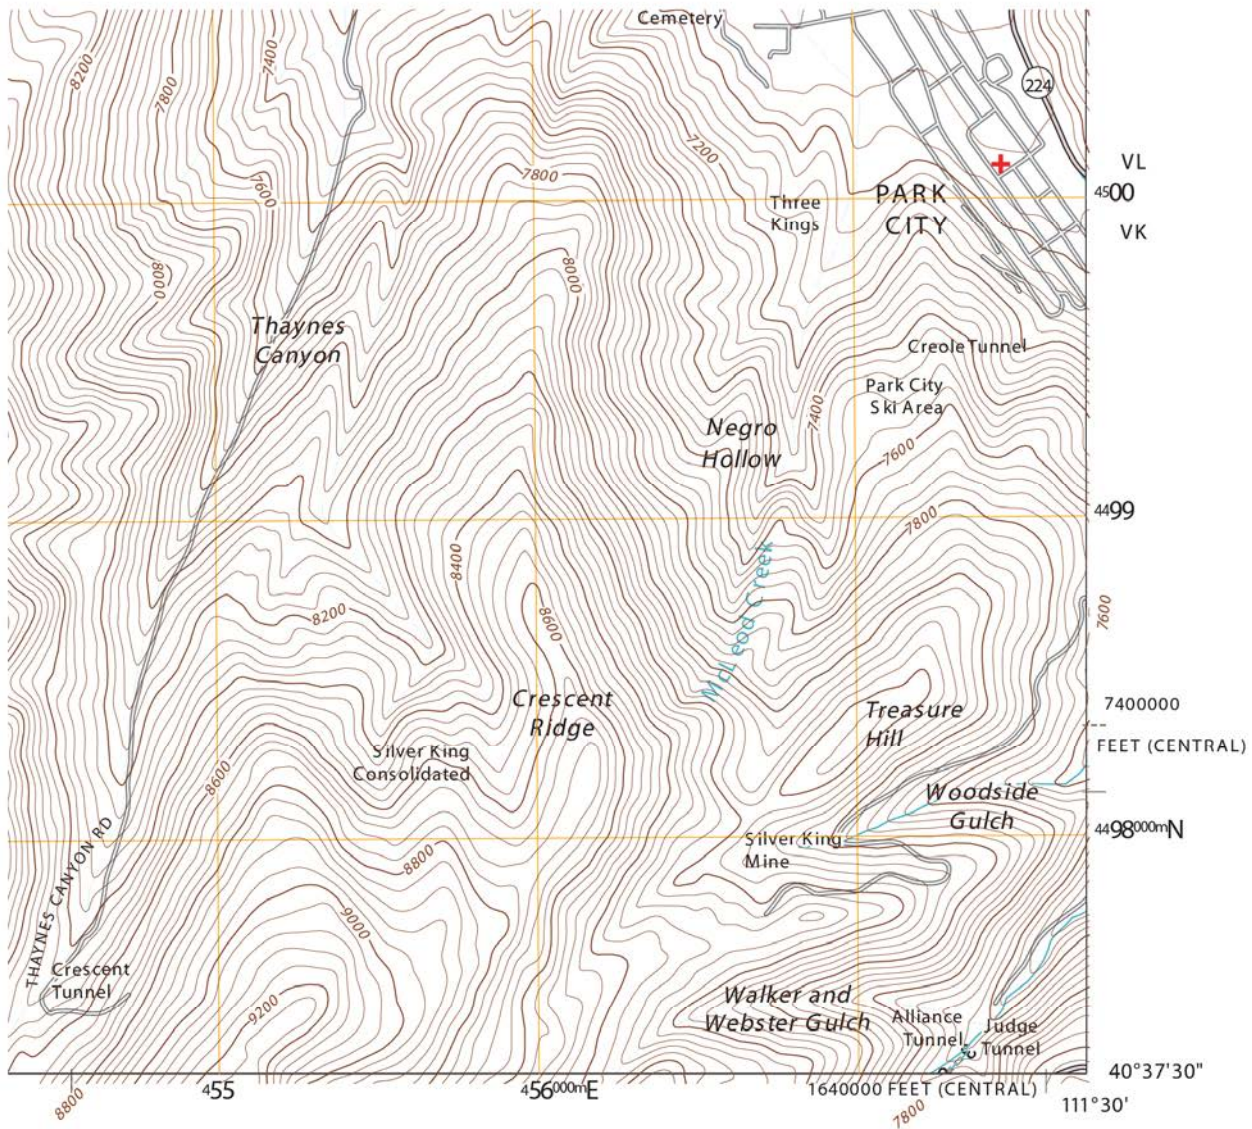 Cemetery
8200
7400
7800
224
7200
VL
7600
7800
4500
PARK
CITY
Three
Kings
VK
8000
8000
Thaynes
Canyon
Creole Tunnel
Park City
Ski Area
7400
Negro
Hollow
7600
4499
7800
8400
McLeod Creek
8200
8600
7600
Crescent
Ridge
Treasure
Hill
7400000
FEET (CENTRAL)
Silver King
Consolidated
8600
Woodside
Gulch
4498000mN
Silver King
Mine
THAYNES CANYON RD
8800
9000
Crescent
Tunnel
9200
Walker and
Webster Gulch
Alliance
Tunnel
Judge
Tunnel
40°37'30"
8800
455
456000mE
1640000 FEET (CENTRAL)
7800
111°30'